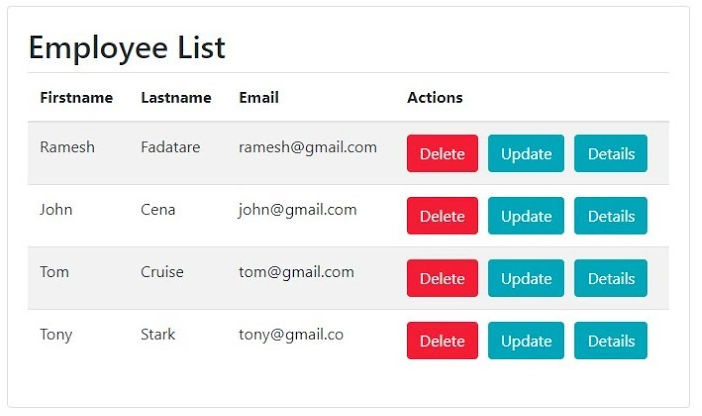 Employee List
Firstname Lastname Email Actions
Ramesh Fadatare ramesh@gmail.com Delete Update Details
John Cena john@gmail.com Delete Update Details
Tom Cruise tom@gmail.com Delete Update Details
Tony Stark tony@gmail.co Delete Update Details